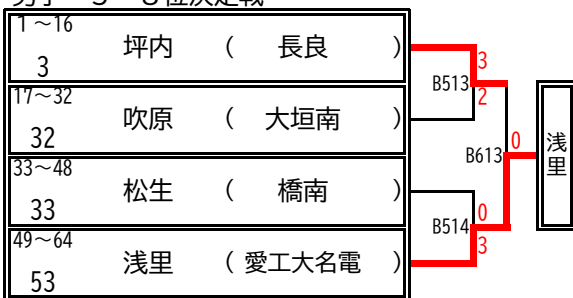 1～16
3
坪内 ( 長良 )
17～32
32
吹原 ( 大垣南 )
33～48
33
松生 ( 橋南 )
49～64
53
浅里 ( 愛工大名電 )
B513
3
2
B613
0
B514
0
3
浅里